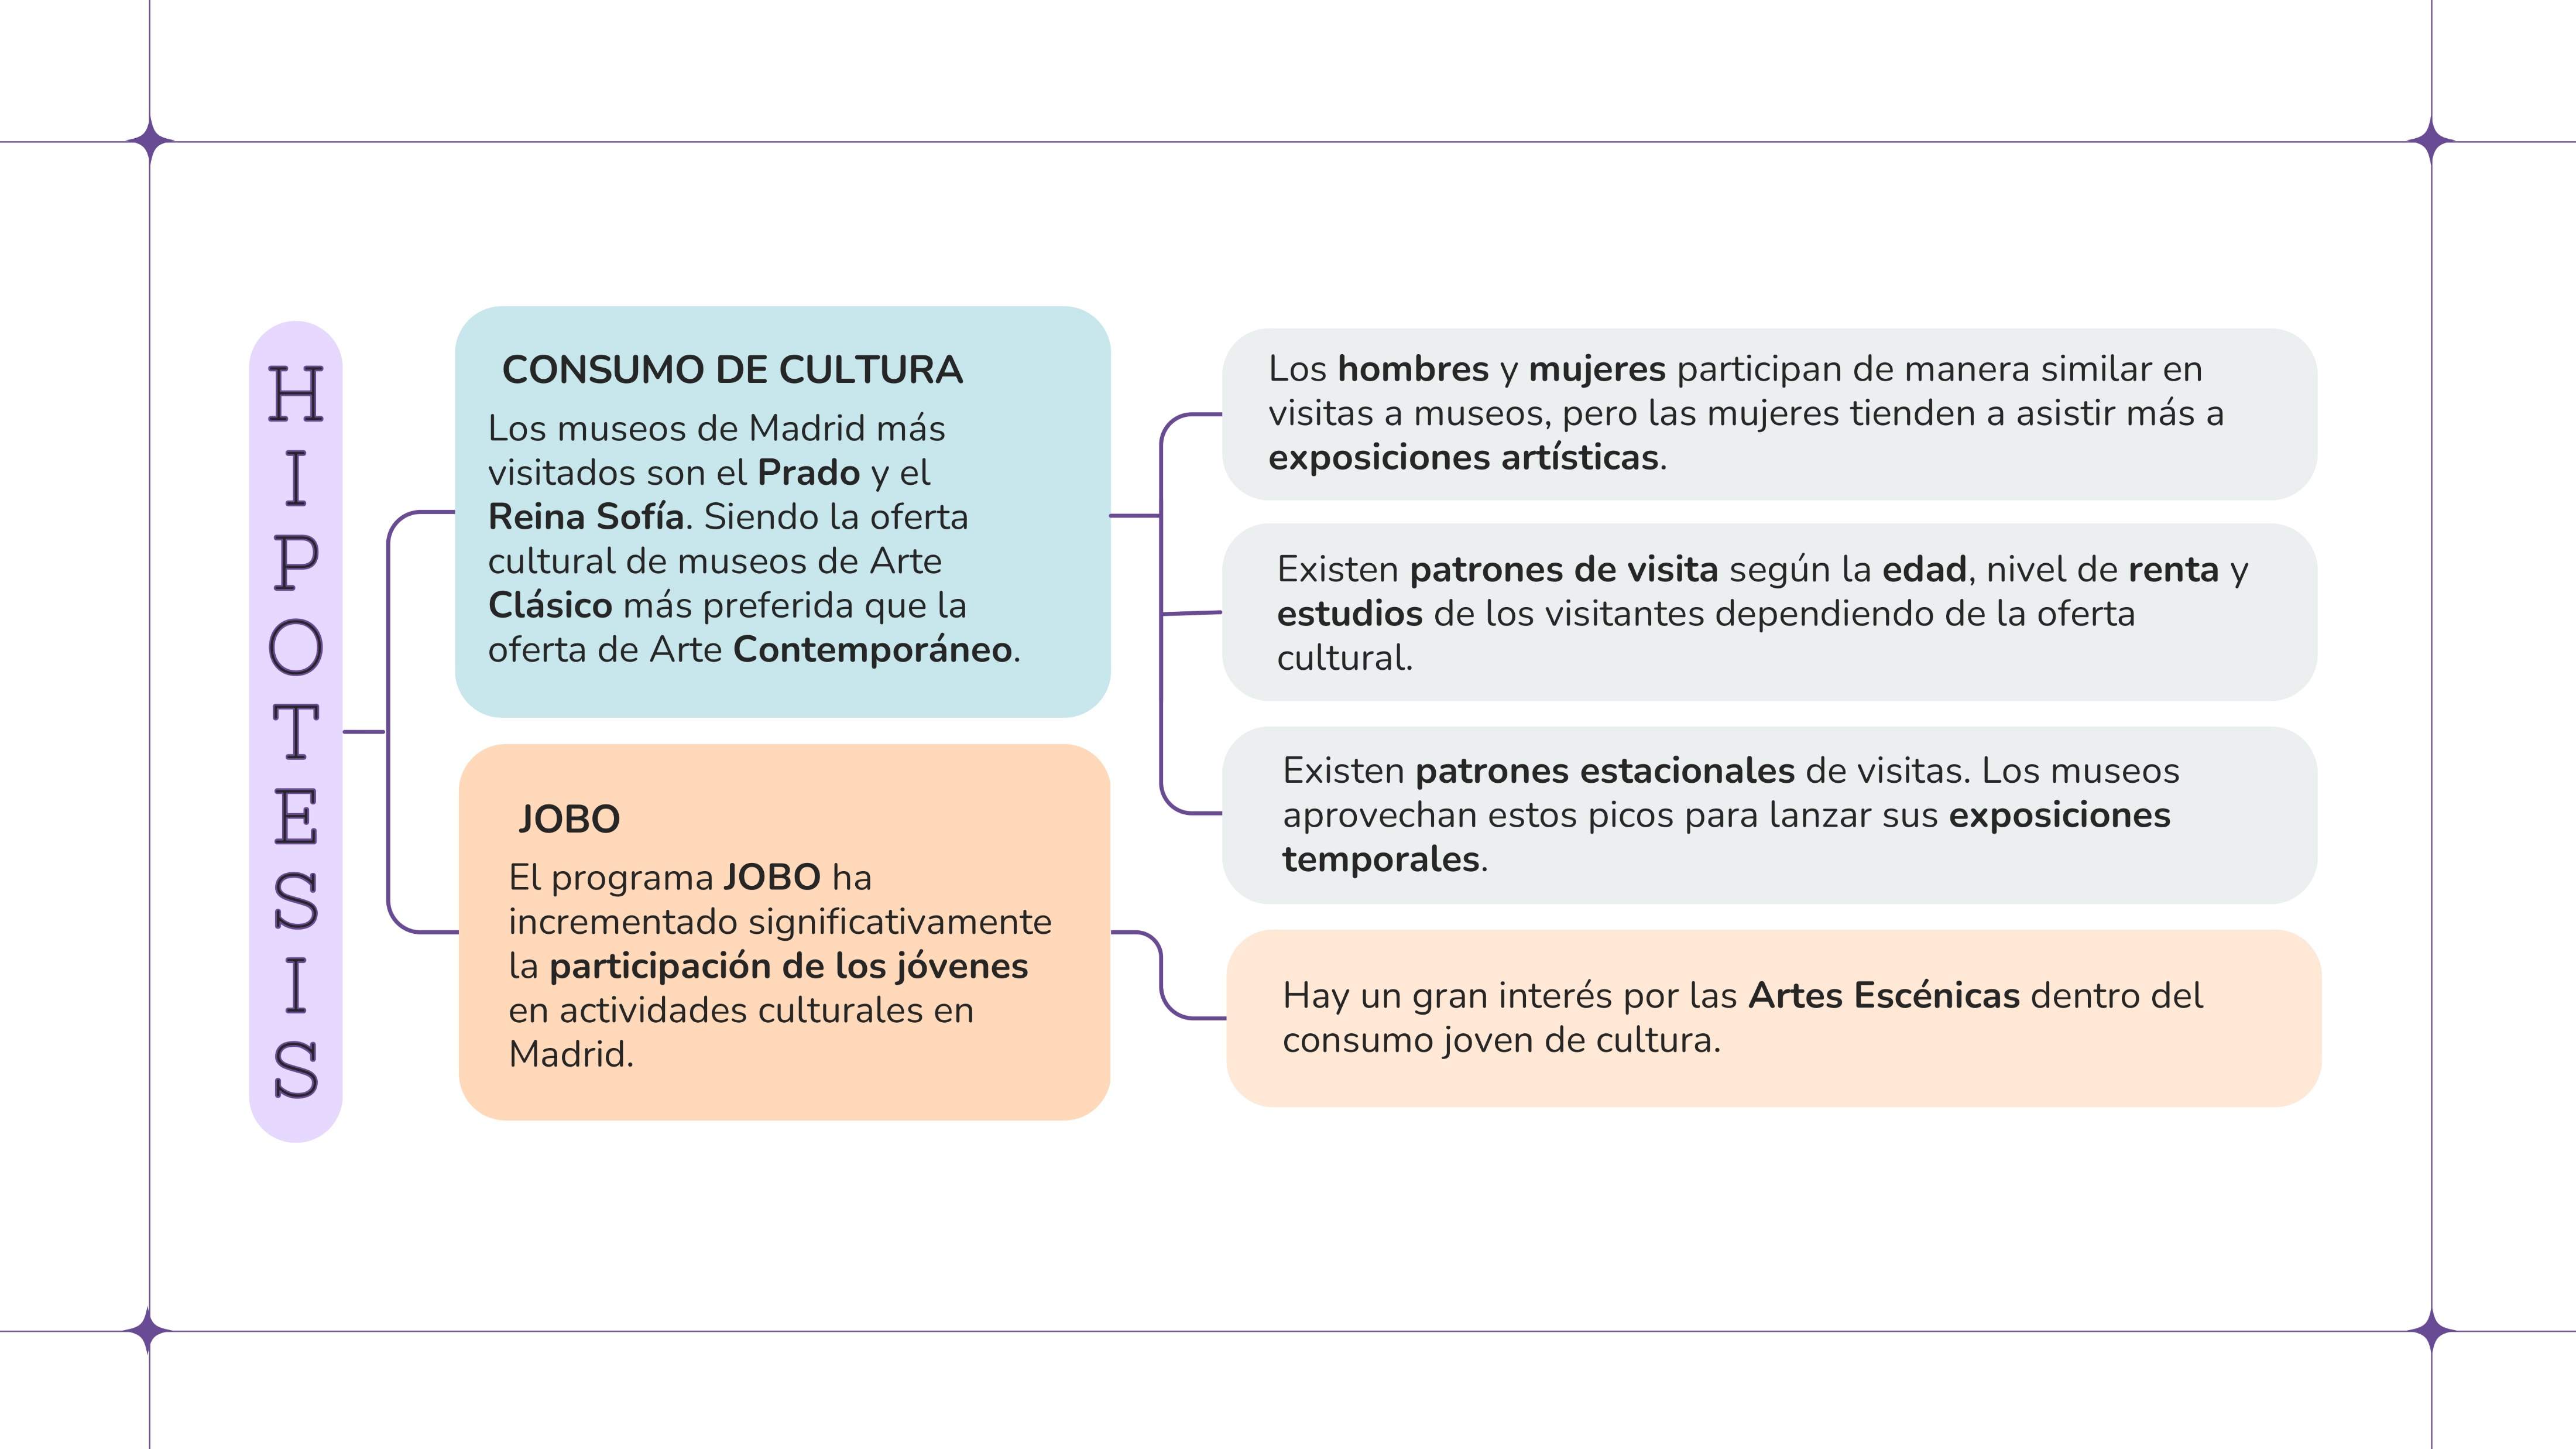 HIPOTESIS
CONSUMO DE CULTURA
Los museos de Madrid más
visitados son el Prado y el
Reina Sofía. Siendo la oferta
cultural de museos de Arte
Clásico más preferida que la
oferta de Arte Contemporáneo.
JOBO
El programa JOBO ha
incrementado significativamente
la participación de los jóvenes
en actividades culturales en
Madrid.
Los hombres y mujeres participan de manera similar en
visitas a museos, pero las mujeres tienden a asistir más a
exposiciones artísticas.
Existen patrones de visita según la edad, nivel de renta y
estudios de los visitantes dependiendo de la oferta
cultural.
Existen patrones estacionales de visitas. Los museos
aprovechan estos picos para lanzar sus exposiciones
temporales.
Hay un gran interés por las Artes Escénicas dentro del
consumo joven de cultura.